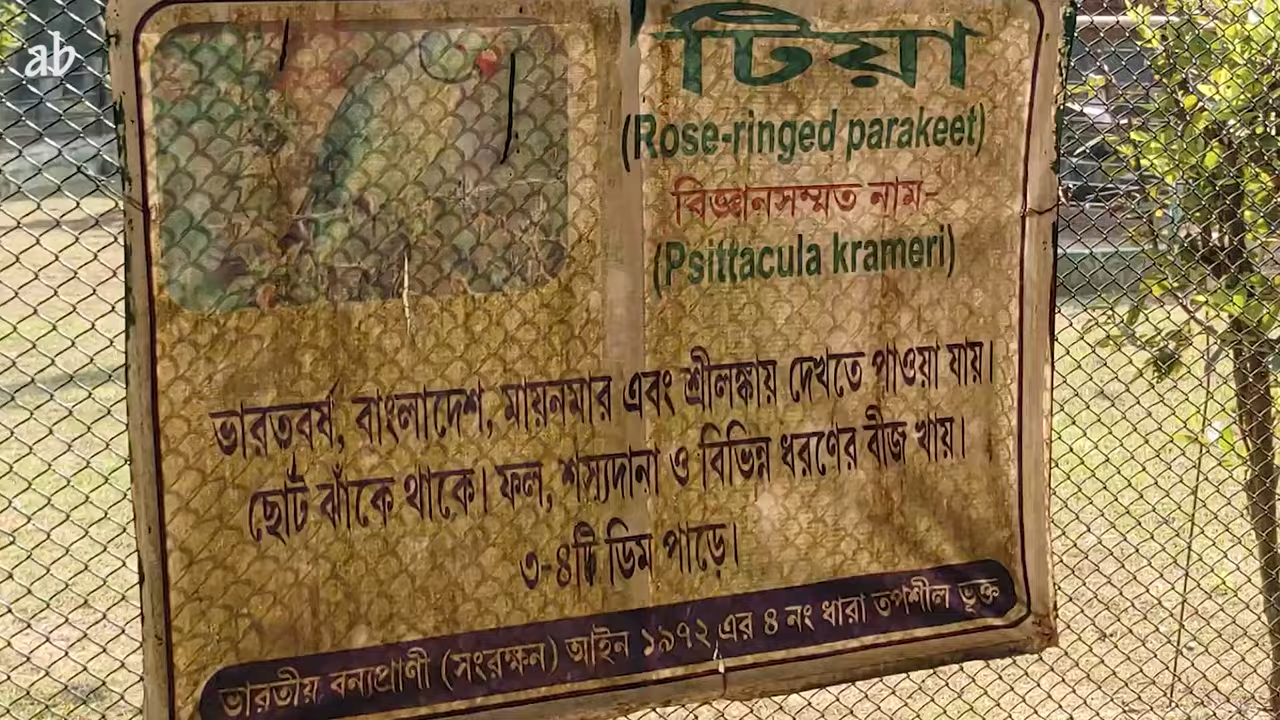 ab
টিয়া
(Rose-ringed parakeet)
বিজ্ঞানসম্মত নাম-
(Psittacula krameri)
ভারতবর্ষ, বাংলাদেশ, মায়নমার এবং শ্রীলঙ্কায় দেখতে পাওয়া যায়।
ছোট ঝাঁকে থাকে। ফল, শস্যদানা ও বিভিন্ন ধরণের বীজ খায়।
৩-৪টি ডিম পাড়ে।
ভারতীয় বন্যপ্রাণী (সংরক্ষন) আইন ১৯৭২ এর ৪ নং ধারা তপশীল ভূক্ত